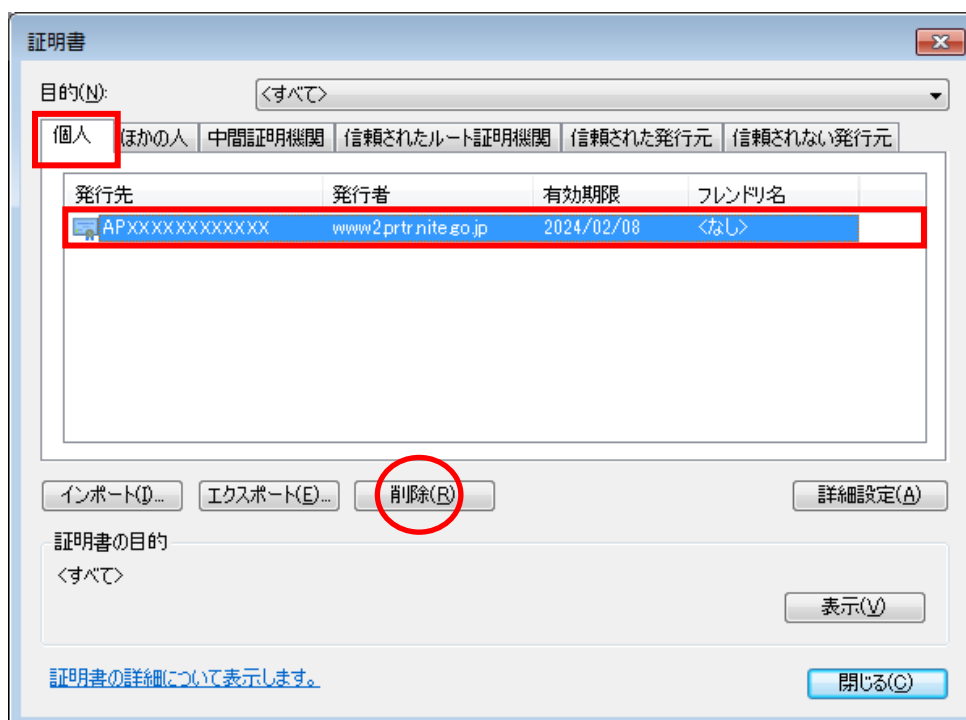 証明書
目的(N): <すべて>
個人 ほかの人 中間証明機関 信頼されたルート証明機関 信頼された発行元 信頼されない発行元
発行先 発行者 有効期限 フレンドリ名
APXXXXXXXXXXXXX www2.prtr.nite.go.jp 2024/02/08 <なし>
インポート(I)... エクスポート(E)... 削除(R) 詳細設定(A)
証明書の目的
<すべて>
表示(V)
証明書の詳細について表示します。
閉じる(C)